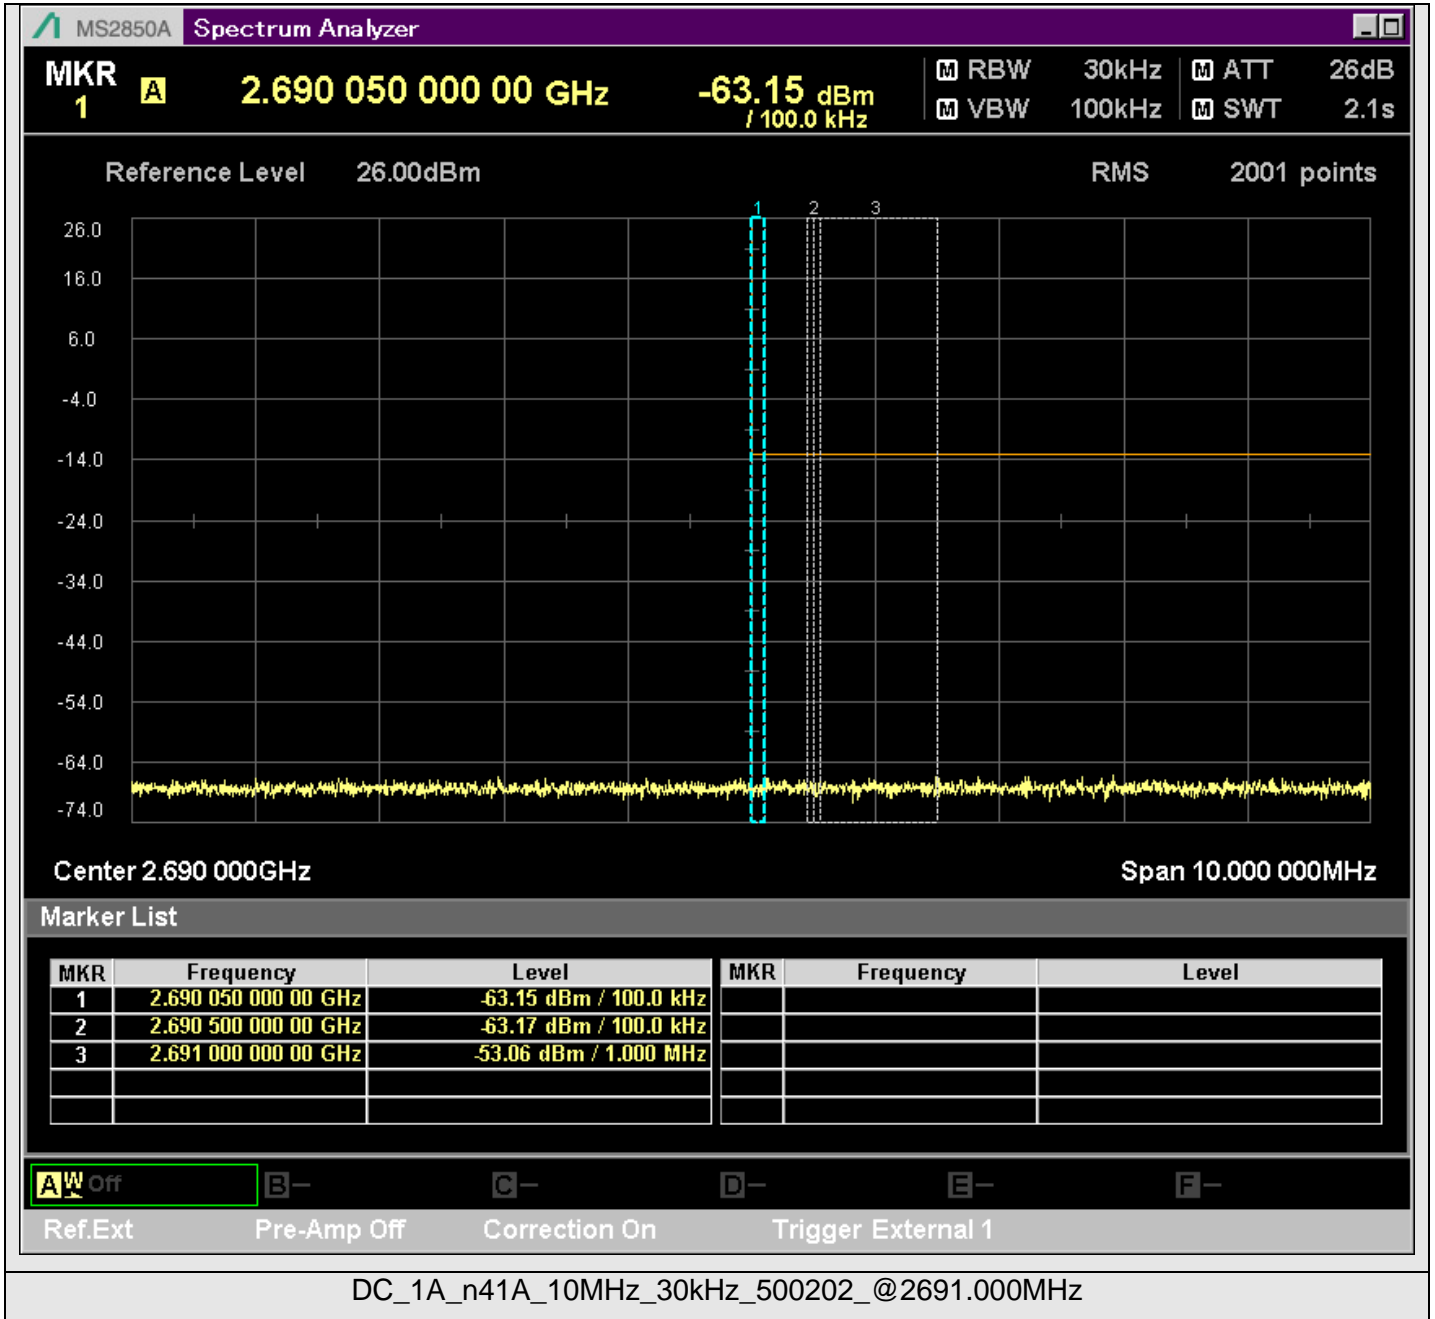 MS2850A Spectrum Analyzer
MKR 1 A 2.690 050 000 00 GHz -63.15 dBm / 100.0 kHz
M RBW 30kHz M ATT 26dB
M VBW 100kHz M SWT 2.1s
Reference Level 26.00dBm RMS 2001 points
1 2 3
26.0
16.0
6.0
-4.0
-14.0
-24.0
-34.0
-44.0
-54.0
-64.0
-74.0
Center 2.690 000GHz Span 10.000 000MHz
Marker List
MKR Frequency Level MKR Frequency Level
1 2.690 050 000 00 GHz -63.15 dBm / 100.0 kHz
2 2.690 500 000 00 GHz -63.17 dBm / 100.0 kHz
3 2.691 000 000 00 GHz -53.06 dBm / 1.000 MHz
A W Off B - C - D - E - F -
Ref.Ext Pre-Amp Off Correction On Trigger External 1
DC_1A_n41A_10MHz_30kHz_500202_@2691.000MHz